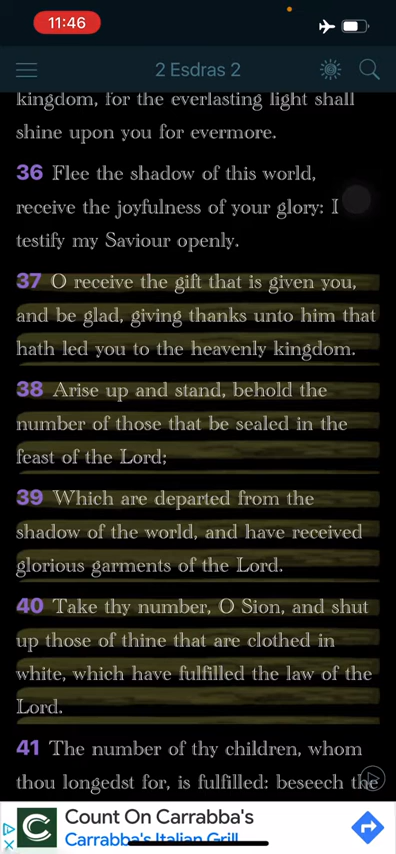 11:46
2 Esdras 2
kingdom, for the everlasting light shall
shine upon you for evermore.
36 Flee the shadow of this world,
receive the joyfulness of your glory: I
testify my Saviour openly.
37 O receive the gift that is given you,
and be glad, giving thanks unto him that
hath led you to the heavenly kingdom.
38 Arise up and stand, behold the
number of those that be sealed in the
feast of the Lord;
39 Which are departed from the
shadow of the world, and have received
glorious garments of the Lord.
40 Take thy number, O Sion, and shut
up those of thine that are clothed in
white, which have fulfilled the law of the
Lord.
41 The number of thy children, whom
thou longedst for, is fulfilled: beseech the
Count On Carrabba's
Carrabba's Italian Grill